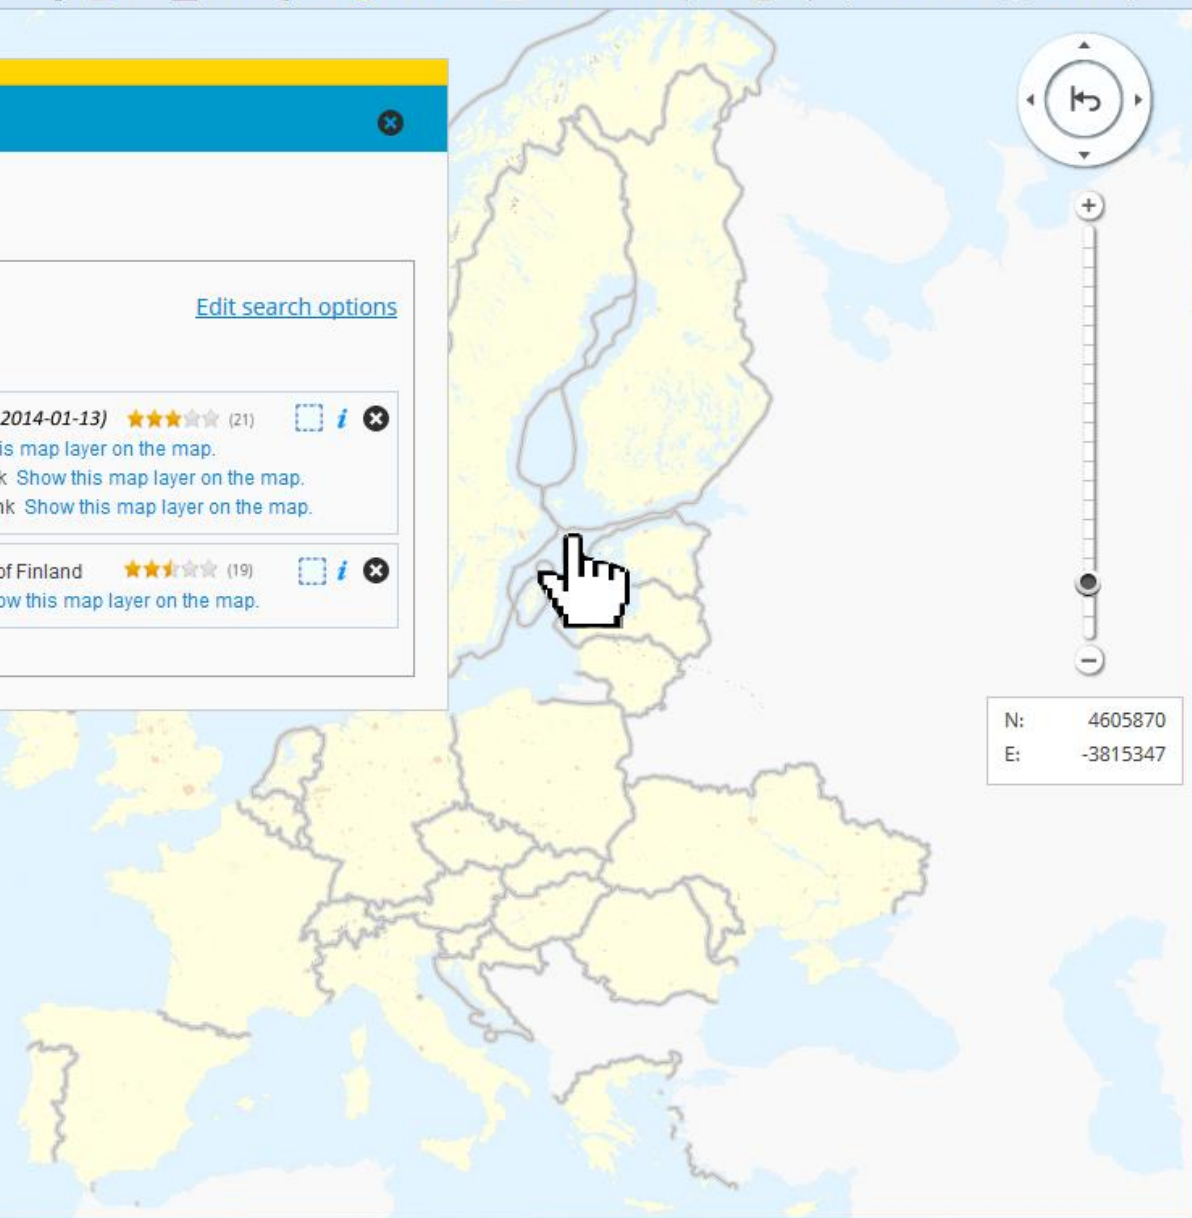 Edit search options
2014-01-13) (21) i
is map layer on the map.
k Show this map layer on the map.
nk Show this map layer on the map.
of Finland (19) i
ow this map layer on the map.
N: 4605870
E: -3815347